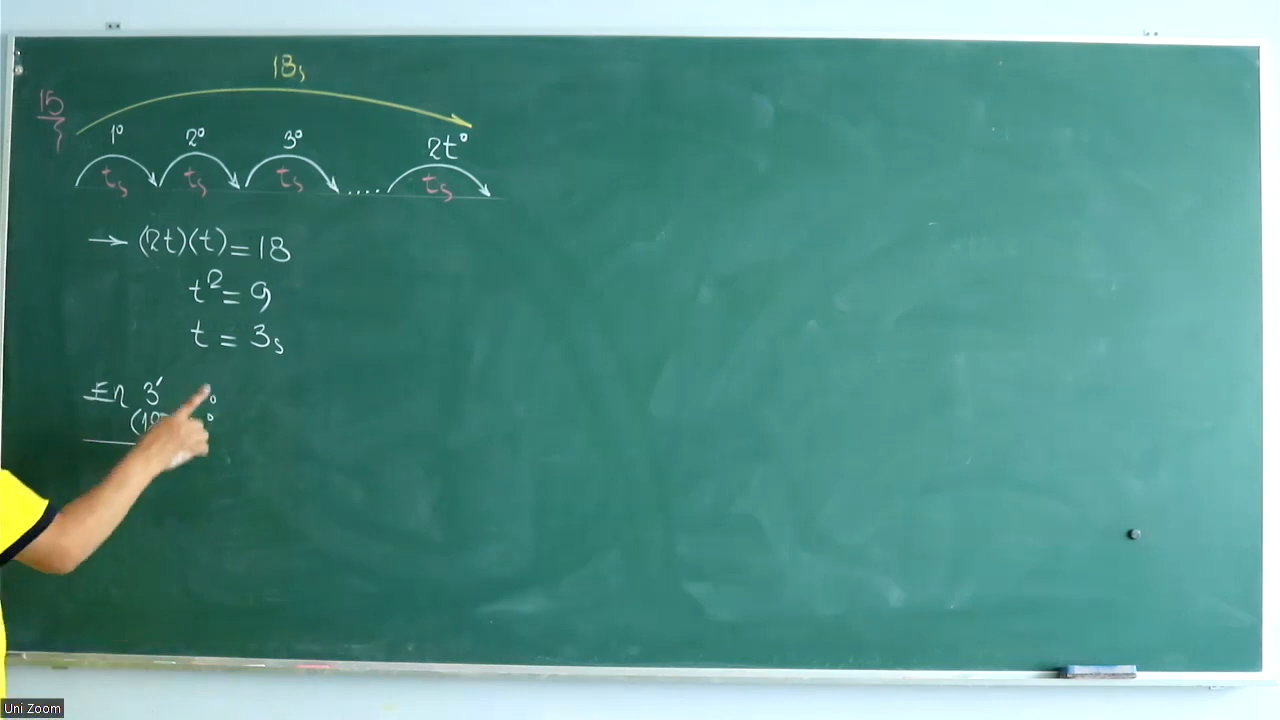 15
18s
1° 2° 3° 2t°
ts ts ts .... ts
→ (2t)(t) = 18
t² = 9
t = 3s
En 3'
Uni Zoom